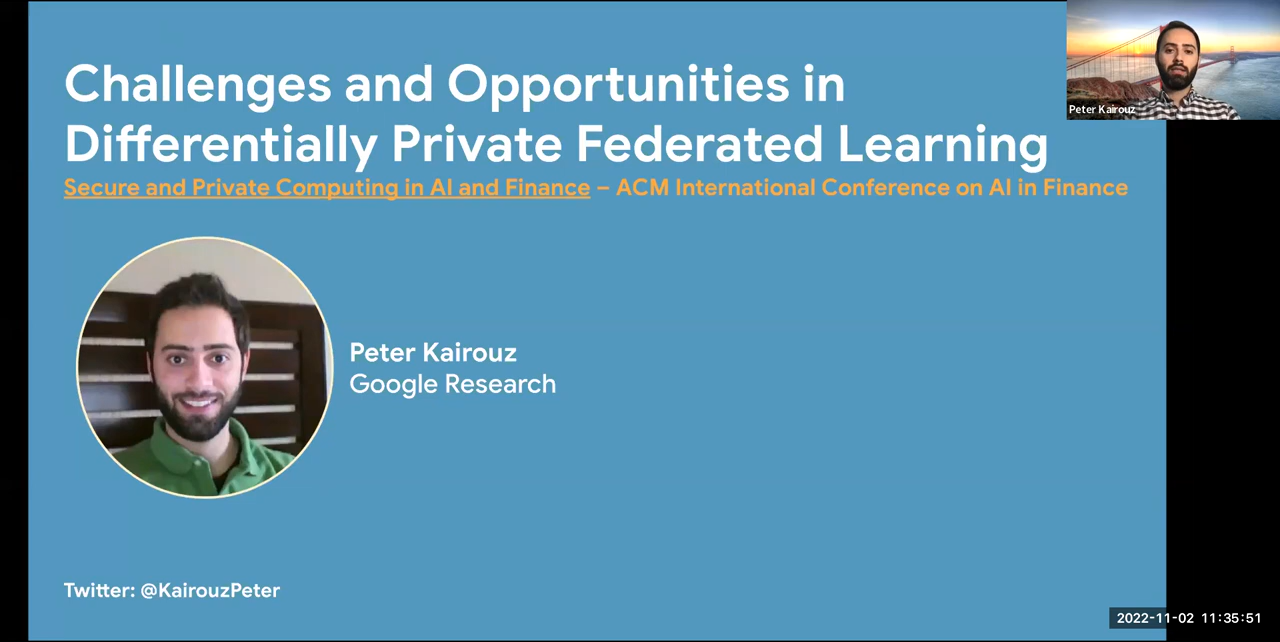 Challenges and Opportunities in
Differentially Private Federated Learning
Secure and Private Computing in AI and Finance – ACM International Conference on AI in Finance
Peter Kairouz
Peter Kairouz
Google Research
Twitter: @KairouzPeter
2022-11-02 11:35:51